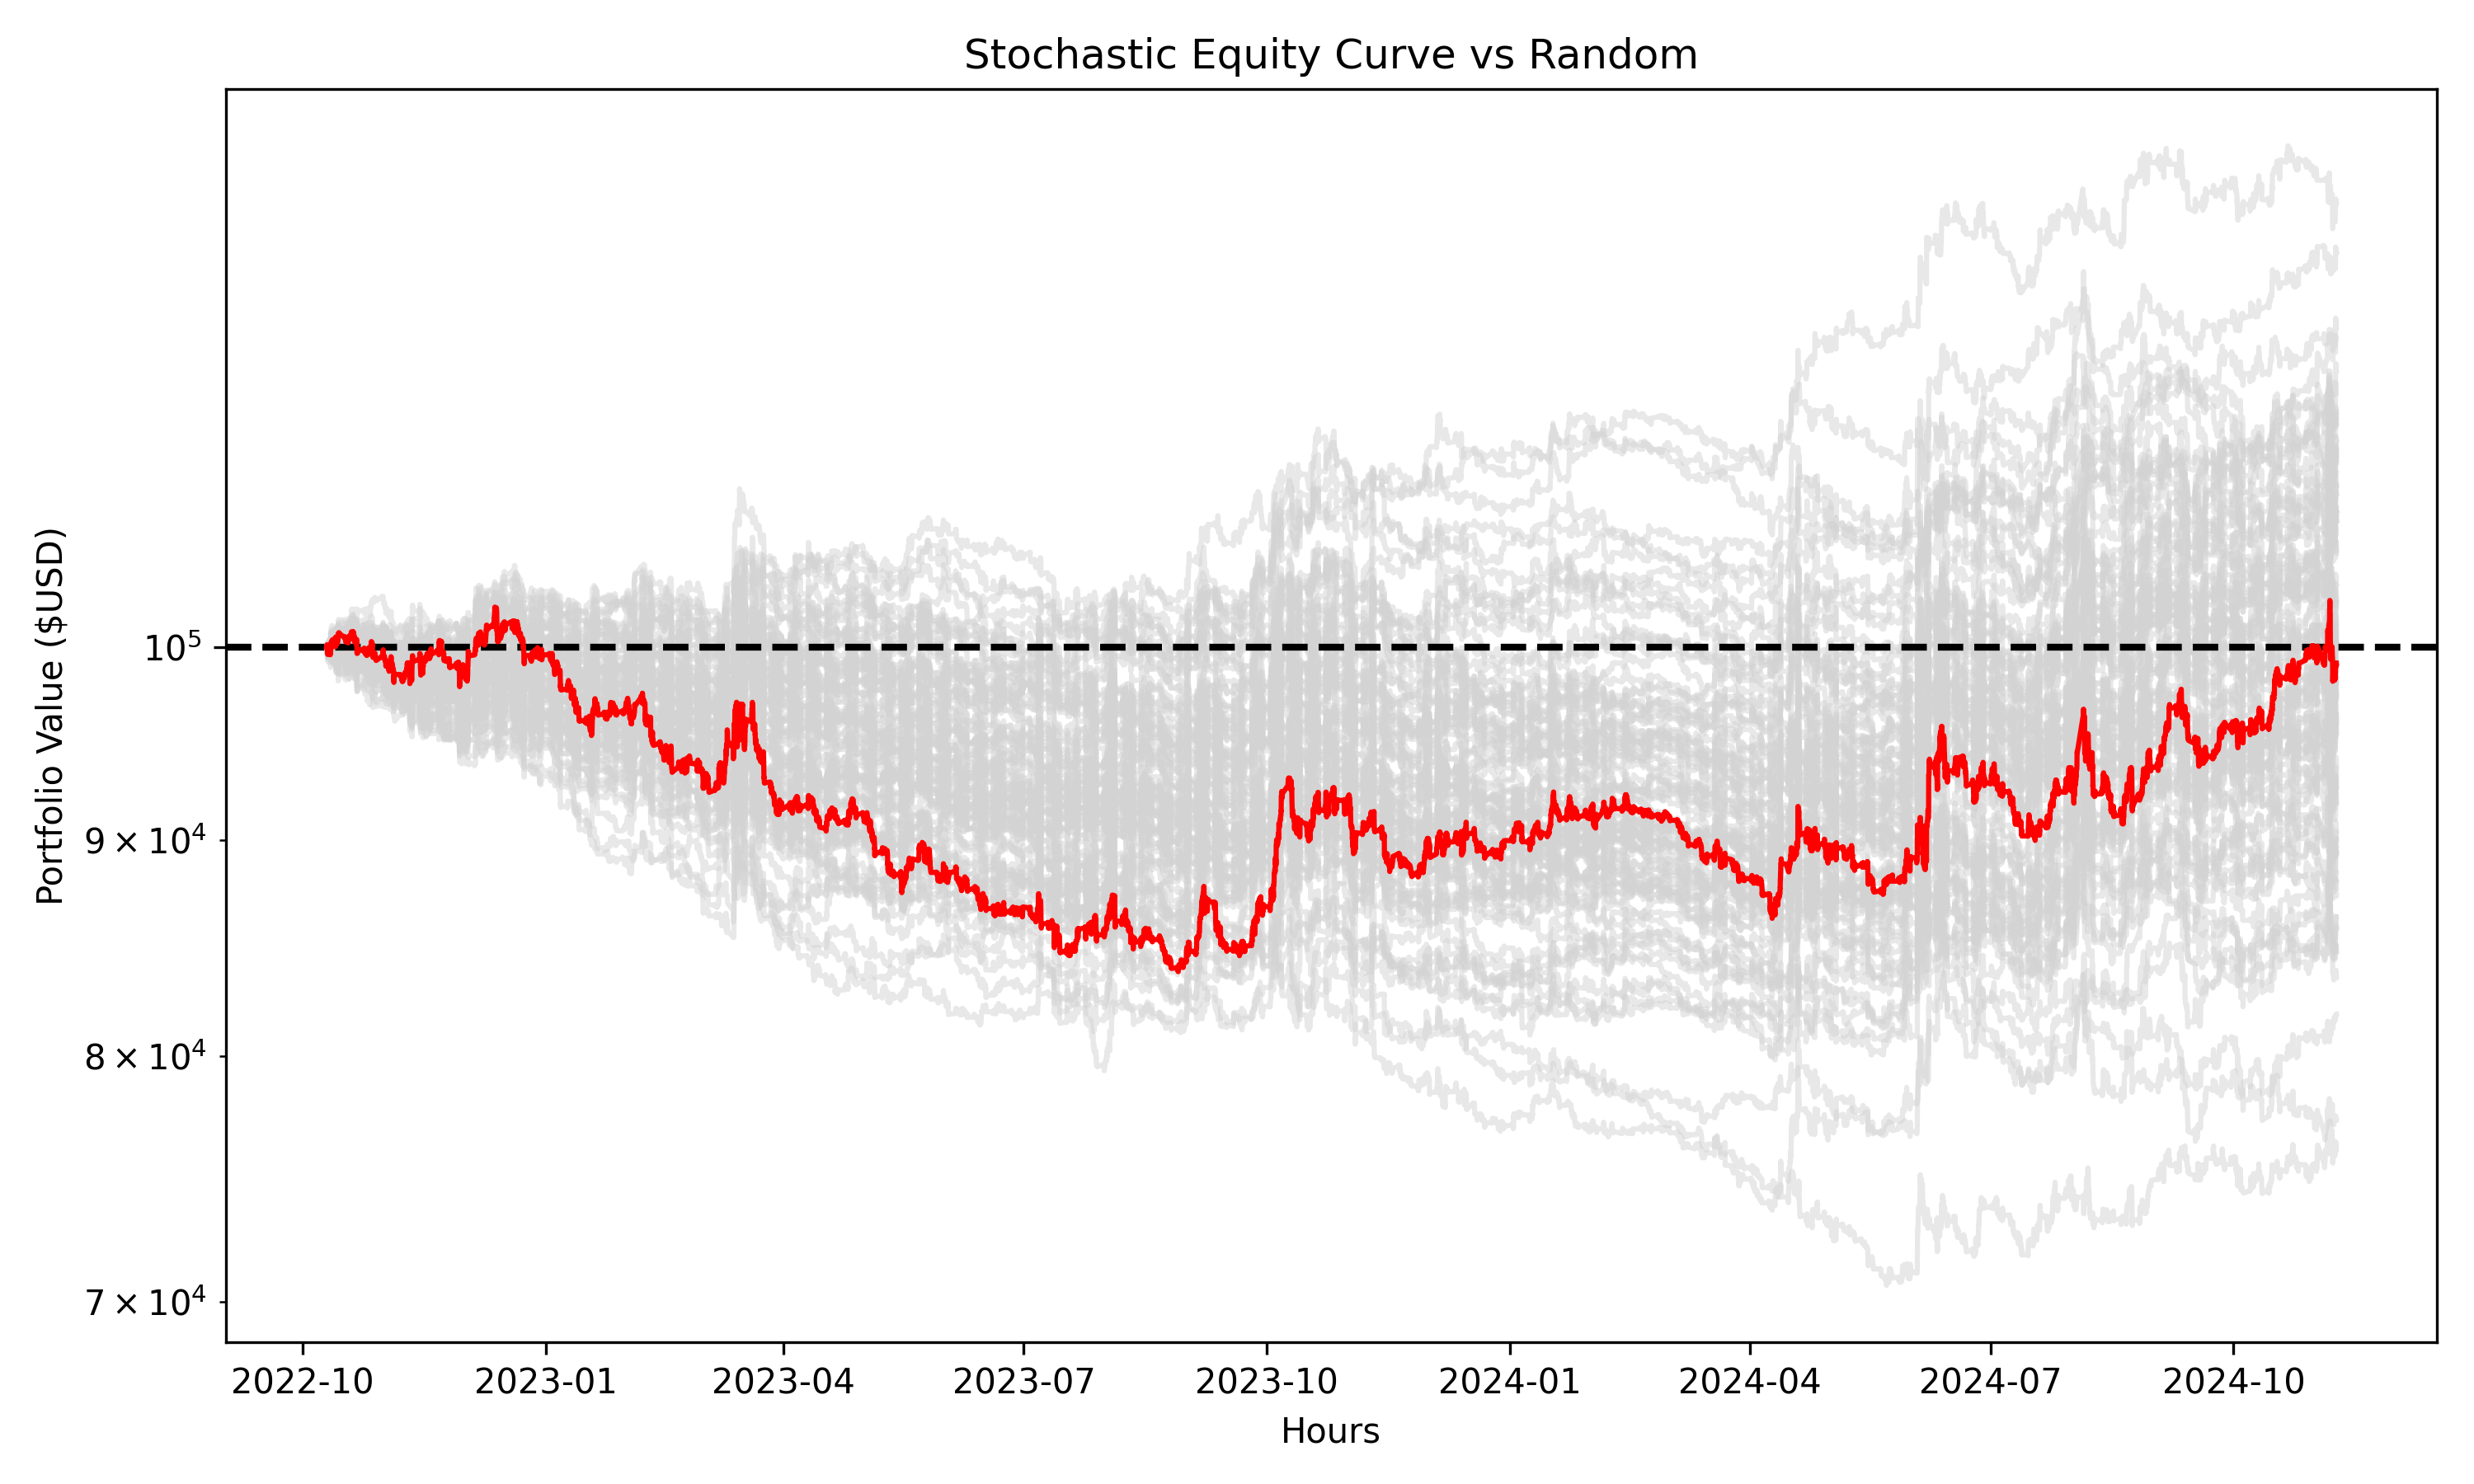 Stochastic Equity Curve vs Random
Portfolio Value ($USD)
10⁵
9 × 10⁴
8 × 10⁴
7 × 10⁴
2022-10 2023-01 2023-04 2023-07 2023-10 2024-01 2024-04 2024-07 2024-10
Hours